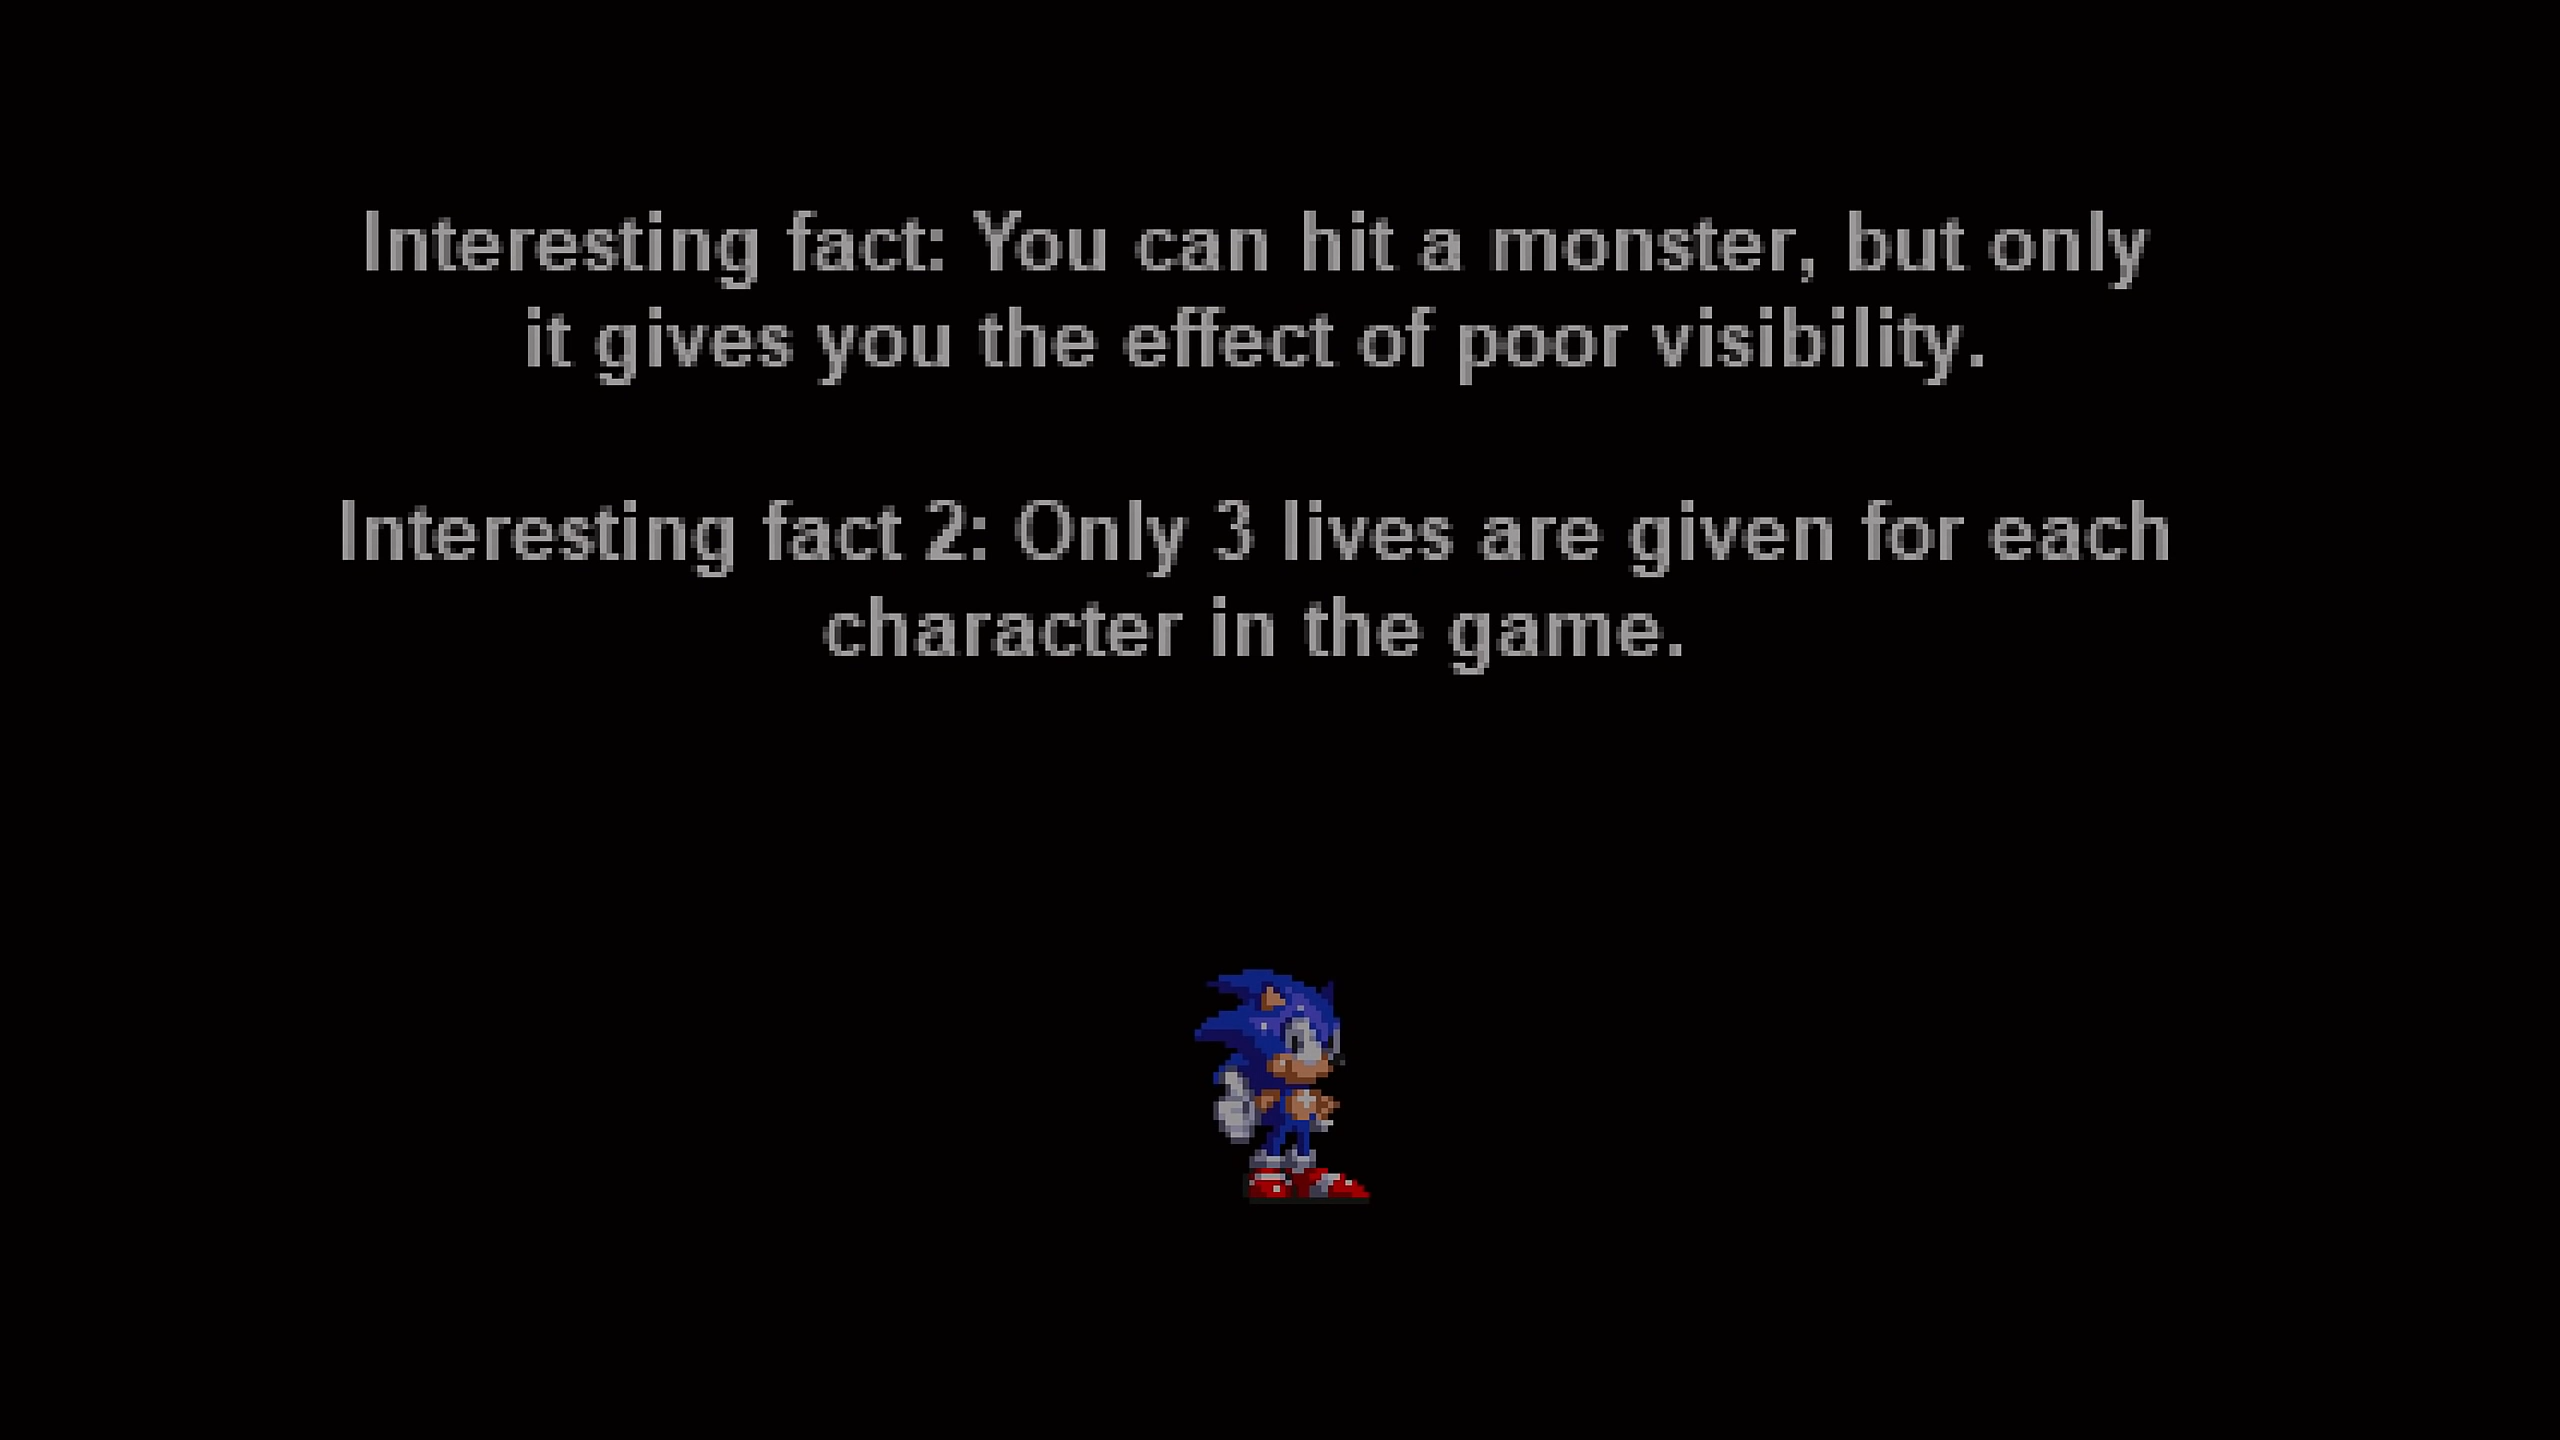 Interesting fact: You can hit a monster, but only
it gives you the effect of poor visibility.
Interesting fact 2: Only 3 lives are given for each
character in the game.